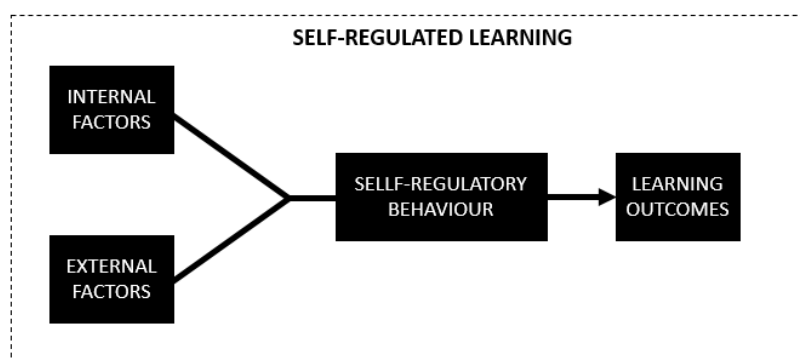 SELF-REGULATED LEARNING
INTERNAL
FACTORS
SELLF-REGULATORY
BEHAVIOUR
LEARNING
OUTCOMES
EXTERNAL
FACTORS